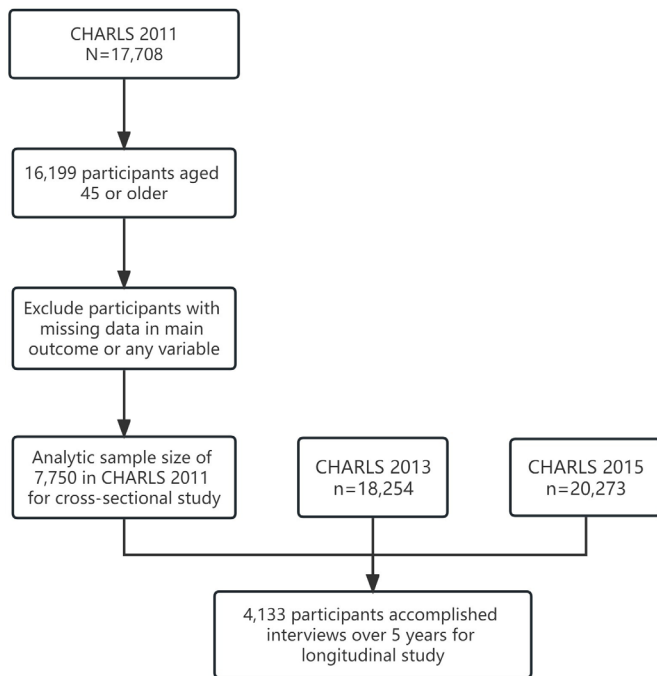 CHARLS 2011
N=17,708
16,199 participants aged
45 or older
Exclude participants with
missing data in main
outcome or any variable
Analytic sample size of
7,750 in CHARLS 2011
for cross-sectional study
CHARLS 2013
n=18,254
CHARLS 2015
n=20,273
4,133 participants accomplished
interviews over 5 years for
longitudinal study